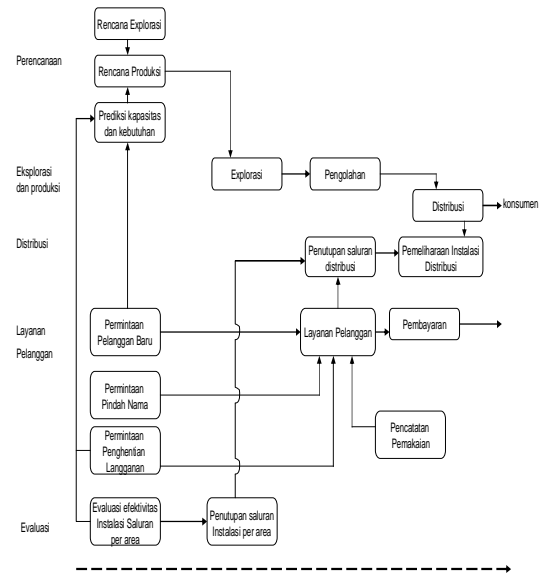 Rencana Explorasi
Perencanaan
Rencana Produksi
Prediksi kapasitas
dan kebutuhan
Eksplorasi
dan produksi
Explorasi
Pengolahan
Distribusi
konsumen
Distribusi
Penutupan saluran
distribusi
Pemeliharaan Instalasi
Distribusi
Layanan
Pelanggan
Permintaan
Pelanggan Baru
Layanan Pelanggan
Pembayaran
Permintaan
Pindah Nama
Pencatatan
Pemakaian
Permintaan
Penghentian
Langganan
Evaluasi
Evaluasi efektivitas
Instalasi Saluran
per area
Penutupan saluran
Instalasi per area